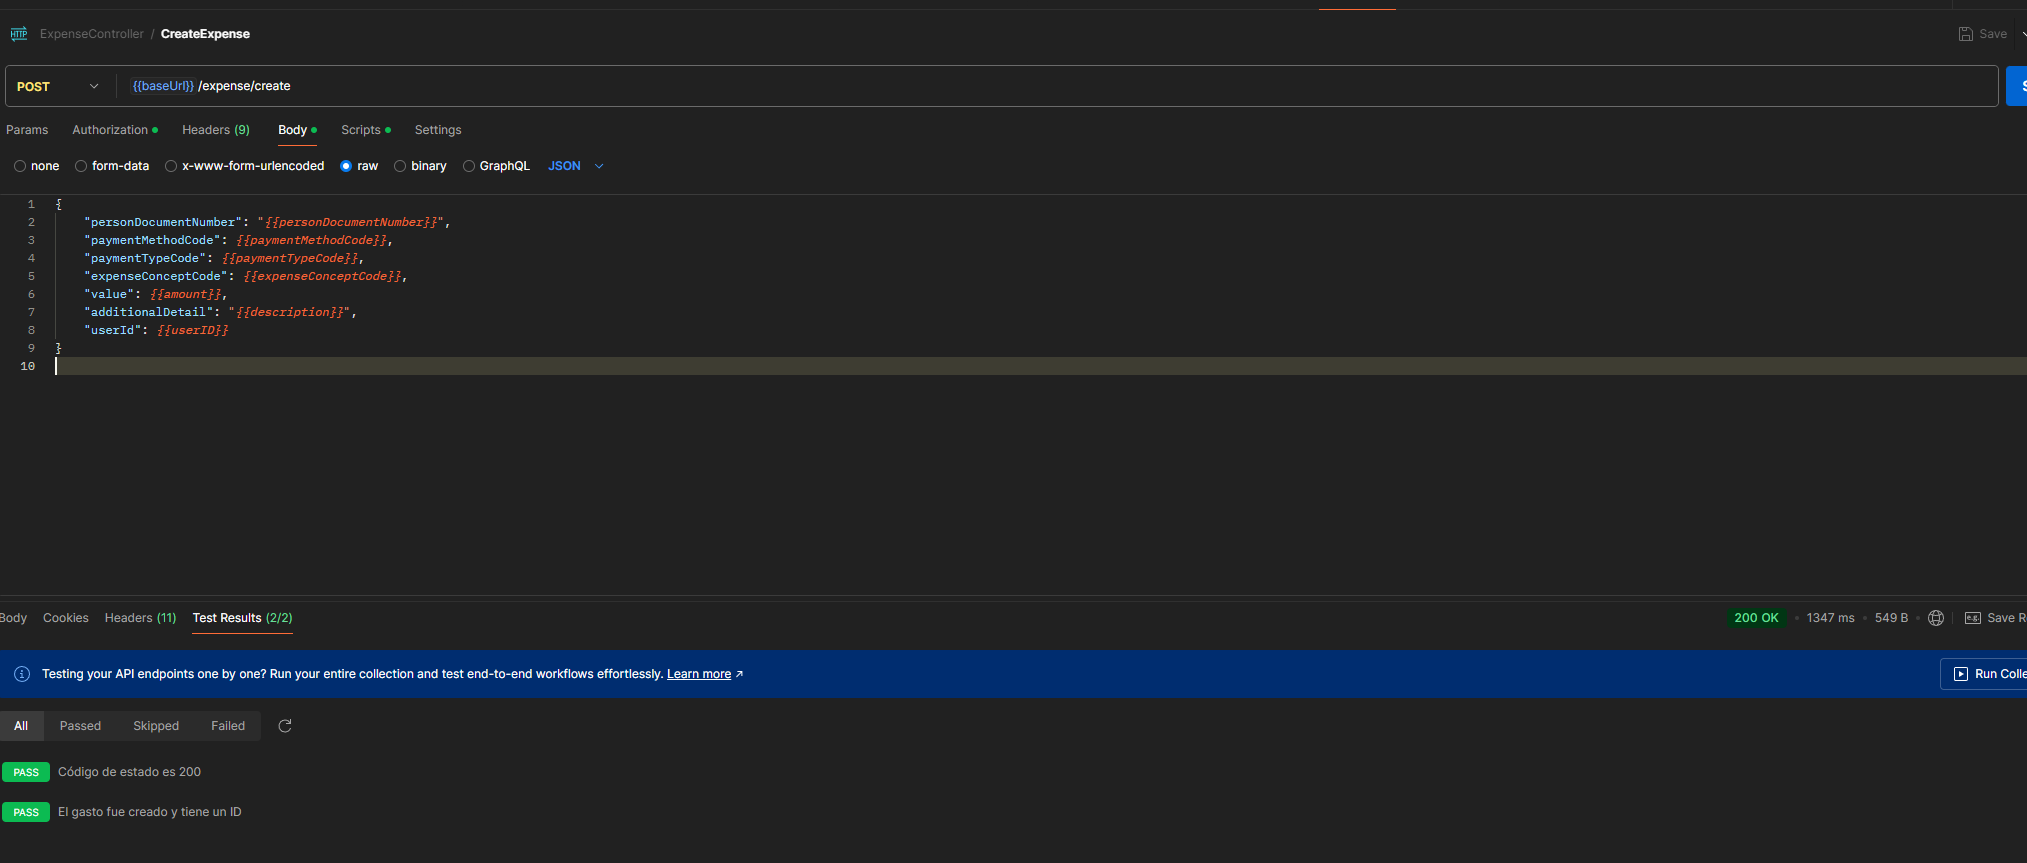 HTTP ExpenseController / CreateExpense Save
POST {{baseUrl}} /expense/create
Params Authorization Headers (9) Body Scripts Settings
none form-data x-www-form-urlencoded raw binary GraphQL JSON
1 {
2 "personDocumentNumber": "{{personDocumentNumber}}",
3 "paymentMethodCode": {{paymentMethodCode}},
4 "paymentTypeCode": {{paymentTypeCode}},
5 "expenseConceptCode": {{expenseConceptCode}},
6 "value": {{amount}},
7 "additionalDetail": "{{description}}",
8 "userId": {{userID}}
9 }
10
Body Cookies Headers (11) Test Results (2/2) 200 OK • 1347 ms • 549 B • e.g. Save R
Testing your API endpoints one by one? Run your entire collection and test end-to-end workflows effortlessly. Learn more ↗ Run Colle
All Passed Skipped Failed
PASS Código de estado es 200
PASS El gasto fue creado y tiene un ID